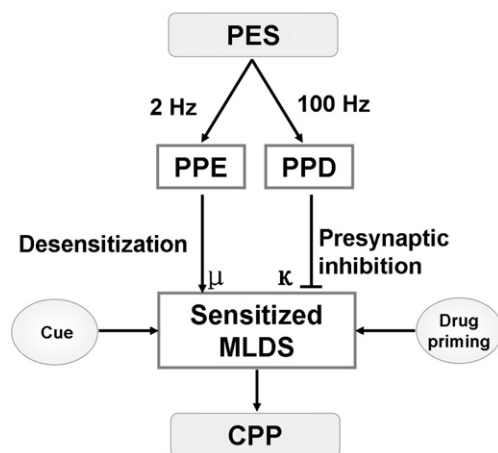 PES
2 Hz
100 Hz
PPE
PPD
Desensitization
Presynaptic
inhibition
μ
κ
Cue
Sensitized
MLDS
Drug
priming
CPP